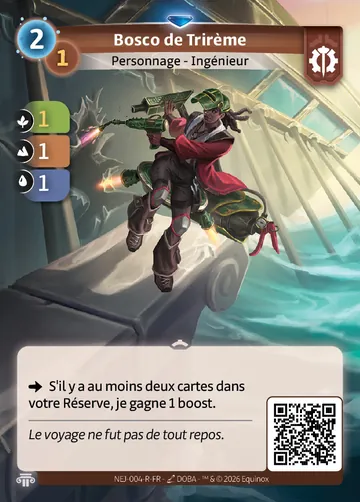 2
Bosco de Trirème
1
Personnage - Ingénieur
1
1
1
S'il y a au moins deux cartes dans
votre Réserve, je gagne 1 boost.
Le voyage ne fut pas de tout repos.
NEJ-004-R-FR - DOBA - ™ & © 2026 Equinox